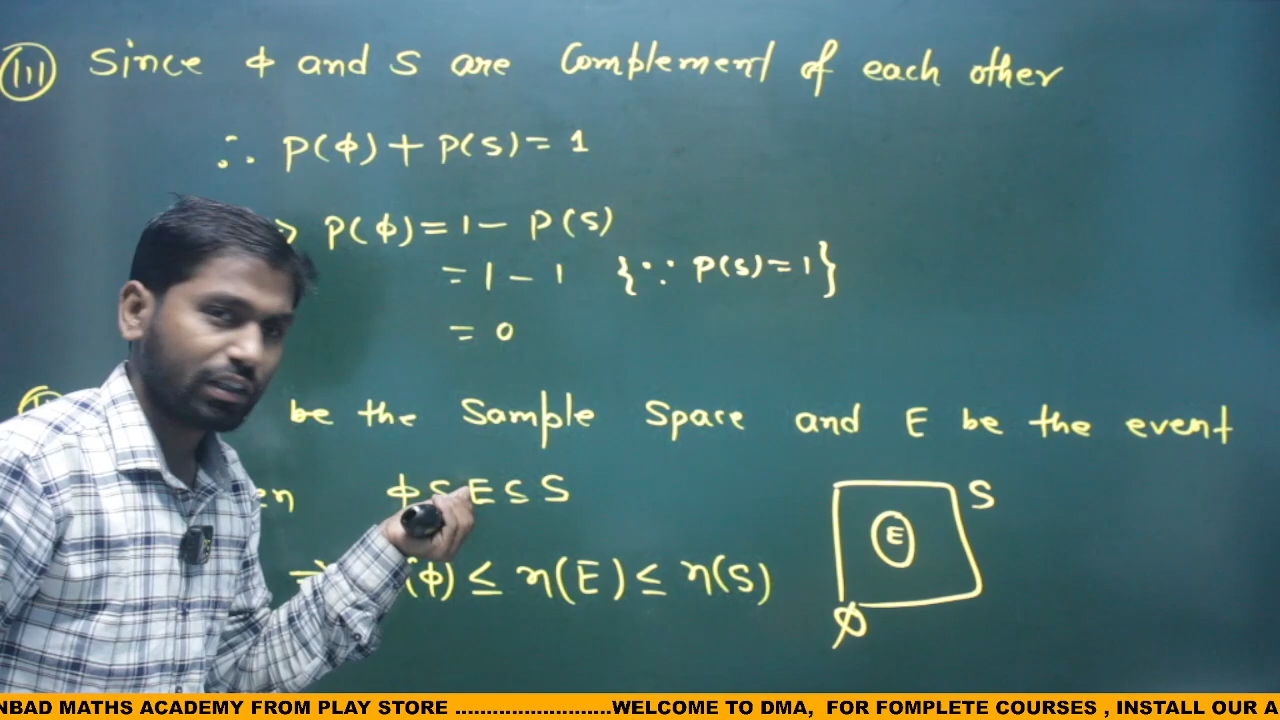 (iii) Since ϕ and S are Complement of each other
∴ P(ϕ) + P(S) = 1
P(ϕ) = 1 − P(S)
= 1 − 1 {∵ P(S) = 1}
= 0
be the Sample Space and E be the event
ϕ ⊆ E ⊆ S
(ϕ) ≤ n(E) ≤ n(S)
S
E
ϕ
NBAD MATHS ACADEMY FROM PLAY STORE .........................WELCOME TO DMA, FOR FOMPLETE COURSES , INSTALL OUR A